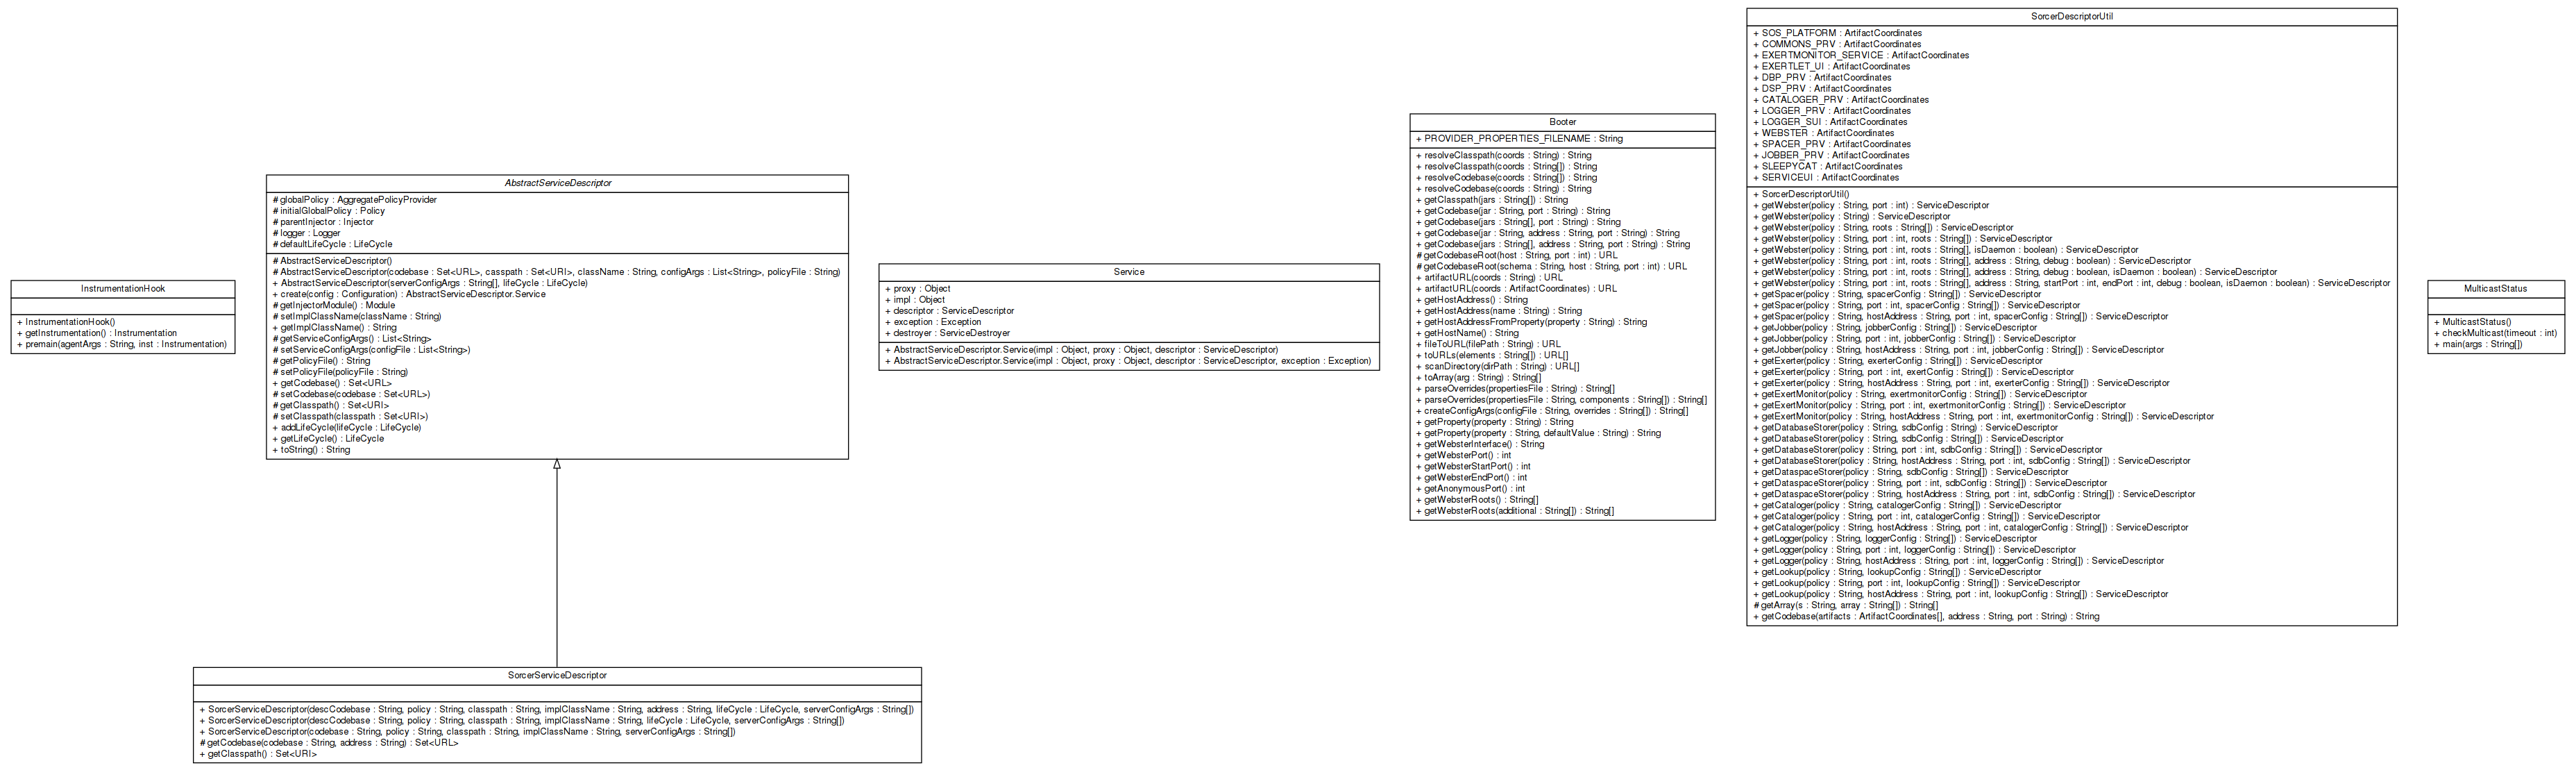 InstrumentationHook
+ InstrumentationHook()
+ getInstrumentation() : Instrumentation
+ premain(agentArgs : String, inst : Instrumentation)
AbstractServiceDescriptor
# globalPolicy : AggregatePolicyProvider
# initialGlobalPolicy : Policy
# parentInjector : Injector
# logger : Logger
# defaultLifeCycle : LifeCycle
# AbstractServiceDescriptor()
# AbstractServiceDescriptor(codebase : Set<URL>, casspath : Set<URI>, className : String, configArgs : List<String>, policyFile : String)
+ AbstractServiceDescriptor(serverConfigArgs : String[], lifeCycle : LifeCycle)
+ create(config : Configuration) : AbstractServiceDescriptor.Service
# getInjectorModule() : Module
# setImplClassName(className : String)
+ getImplClassName() : String
# getServiceConfigArgs() : List<String>
# setServiceConfigArgs(configFile : List<String>)
# getPolicyFile() : String
# setPolicyFile(policyFile : String)
+ getCodebase() : Set<URL>
# setCodebase(codebase : Set<URL>)
# getClasspath() : Set<URI>
# setClasspath(classpath : Set<URI>)
+ addLifeCycle(lifeCycle : LifeCycle)
+ getLifeCycle() : LifeCycle
+ toString() : String
SorcerServiceDescriptor
+ SorcerServiceDescriptor(descCodebase : String, policy : String, classpath : String, implClassName : String, address : String, lifeCycle : LifeCycle, serverConfigArgs : String[])
+ SorcerServiceDescriptor(descCodebase : String, policy : String, classpath : String, implClassName : String, lifeCycle : LifeCycle, serverConfigArgs : String[])
+ SorcerServiceDescriptor(codebase : String, policy : String, classpath : String, implClassName : String, serverConfigArgs : String[])
# getCodebase(codebase : String, address : String) : Set<URL>
+ getClasspath() : Set<URI>
Service
+ proxy : Object
+ impl : Object
+ descriptor : ServiceDescriptor
+ exception : Exception
+ destroyer : ServiceDestroyer
+ AbstractServiceDescriptor.Service(impl : Object, proxy : Object, descriptor : ServiceDescriptor)
+ AbstractServiceDescriptor.Service(impl : Object, proxy : Object, descriptor : ServiceDescriptor, exception : Exception)
Booter
+ PROVIDER_PROPERTIES_FILENAME : String
+ resolveClasspath(coords : String) : String
+ resolveClasspath(coords : String[]) : String
+ resolveCodebase(coords : String[]) : String
+ resolveCodebase(coords : String) : String
+ getClasspath(jars : String[]) : String
+ getCodebase(jar : String, port : String) : String
+ getCodebase(jars : String[], port : String) : String
+ getCodebase(jar : String, address : String, port : String) : String
+ getCodebase(jars : String[], address : String, port : String) : String
# getCodebaseRoot(host : String, port : int) : URL
# getCodebaseRoot(schema : String, host : String, port : int) : URL
+ artifactURL(coords : String) : URL
+ artifactURL(coords : ArtifactCoordinates) : URL
+ getHostAddress() : String
+ getHostAddress(name : String) : String
+ getHostAddressFromProperty(property : String) : String
+ getHostName() : String
+ fileToURL(filePath : String) : URL
+ toURLs(elements : String[]) : URL[]
+ scanDirectory(dirPath : String) : URL[]
+ toArray(arg : String) : String[]
+ parseOverrides(propertiesFile : String) : String[]
+ parseOverrides(propertiesFile : String, components : String[]) : String[]
+ createConfigArgs(configFile : String, overrides : String[]) : String[]
+ getProperty(property : String) : String
+ getProperty(property : String, defaultValue : String) : String
+ getWebsterInterface() : String
+ getWebsterPort() : int
+ getWebsterStartPort() : int
+ getWebsterEndPort() : int
+ getAnonymousPort() : int
+ getWebsterRoots() : String[]
+ getWebsterRoots(additional : String[]) : String[]
SorcerDescriptorUtil
+ SOS_PLATFORM : ArtifactCoordinates
+ COMMONS_PRV : ArtifactCoordinates
+ EXERTMONITOR_SERVICE : ArtifactCoordinates
+ EXERTLET_UI : ArtifactCoordinates
+ DBP_PRV : ArtifactCoordinates
+ DSP_PRV : ArtifactCoordinates
+ CATALOGER_PRV : ArtifactCoordinates
+ LOGGER_PRV : ArtifactCoordinates
+ LOGGER_SUI : ArtifactCoordinates
+ WEBSTER : ArtifactCoordinates
+ SPACER_PRV : ArtifactCoordinates
+ JOBBER_PRV : ArtifactCoordinates
+ SLEEPYCAT : ArtifactCoordinates
+ SERVICEUI : ArtifactCoordinates
+ SorcerDescriptorUtil()
+ getWebster(policy : String, port : int) : ServiceDescriptor
+ getWebster(policy : String) : ServiceDescriptor
+ getWebster(policy : String, roots : String[]) : ServiceDescriptor
+ getWebster(policy : String, port : int, roots : String[]) : ServiceDescriptor
+ getWebster(policy : String, port : int, roots : String[], isDaemon : boolean) : ServiceDescriptor
+ getWebster(policy : String, port : int, roots : String[], address : String, debug : boolean) : ServiceDescriptor
+ getWebster(policy : String, port : int, roots : String[], address : String, debug : boolean, isDaemon : boolean) : ServiceDescriptor
+ getWebster(policy : String, port : int, roots : String[], address : String, startPort : int, endPort : int, debug : boolean, isDaemon : boolean) : ServiceDescriptor
+ getSpacer(policy : String, spacerConfig : String[]) : ServiceDescriptor
+ getSpacer(policy : String, port : int, spacerConfig : String[]) : ServiceDescriptor
+ getSpacer(policy : String, hostAddress : String, port : int, spacerConfig : String[]) : ServiceDescriptor
+ getJobber(policy : String, jobberConfig : String[]) : ServiceDescriptor
+ getJobber(policy : String, port : int, jobberConfig : String[]) : ServiceDescriptor
+ getJobber(policy : String, hostAddress : String, port : int, jobberConfig : String[]) : ServiceDescriptor
+ getExerter(policy : String, exerterConfig : String[]) : ServiceDescriptor
+ getExerter(policy : String, port : int, exertConfig : String[]) : ServiceDescriptor
+ getExerter(policy : String, hostAddress : String, port : int, exerterConfig : String[]) : ServiceDescriptor
+ getExertMonitor(policy : String, exertmonitorConfig : String[]) : ServiceDescriptor
+ getExertMonitor(policy : String, port : int, exertmonitorConfig : String[]) : ServiceDescriptor
+ getExertMonitor(policy : String, hostAddress : String, port : int, exertmonitorConfig : String[]) : ServiceDescriptor
+ getDatabaseStorer(policy : String, sdbConfig : String) : ServiceDescriptor
+ getDatabaseStorer(policy : String, sdbConfig : String[]) : ServiceDescriptor
+ getDatabaseStorer(policy : String, port : int, sdbConfig : String[]) : ServiceDescriptor
+ getDatabaseStorer(policy : String, hostAddress : String, port : int, sdbConfig : String[]) : ServiceDescriptor
+ getDataspaceStorer(policy : String, sdbConfig : String[]) : ServiceDescriptor
+ getDataspaceStorer(policy : String, port : int, sdbConfig : String[]) : ServiceDescriptor
+ getDataspaceStorer(policy : String, hostAddress : String, port : int, sdbConfig : String[]) : ServiceDescriptor
+ getCataloger(policy : String, catalogerConfig : String[]) : ServiceDescriptor
+ getCataloger(policy : String, port : int, catalogerConfig : String[]) : ServiceDescriptor
+ getCataloger(policy : String, hostAddress : String, port : int, catalogerConfig : String[]) : ServiceDescriptor
+ getLogger(policy : String, loggerConfig : String[]) : ServiceDescriptor
+ getLogger(policy : String, port : int, loggerConfig : String[]) : ServiceDescriptor
+ getLogger(policy : String, hostAddress : String, port : int, loggerConfig : String[]) : ServiceDescriptor
+ getLookup(policy : String, lookupConfig : String[]) : ServiceDescriptor
+ getLookup(policy : String, port : int, lookupConfig : String[]) : ServiceDescriptor
+ getLookup(policy : String, hostAddress : String, port : int, lookupConfig : String[]) : ServiceDescriptor
# getArray(s : String, array : String[]) : String[]
+ getCodebase(artifacts : ArtifactCoordinates[], address : String, port : String) : String
MulticastStatus
+ MulticastStatus()
+ checkMulticast(timeout : int)
+ main(args : String[])